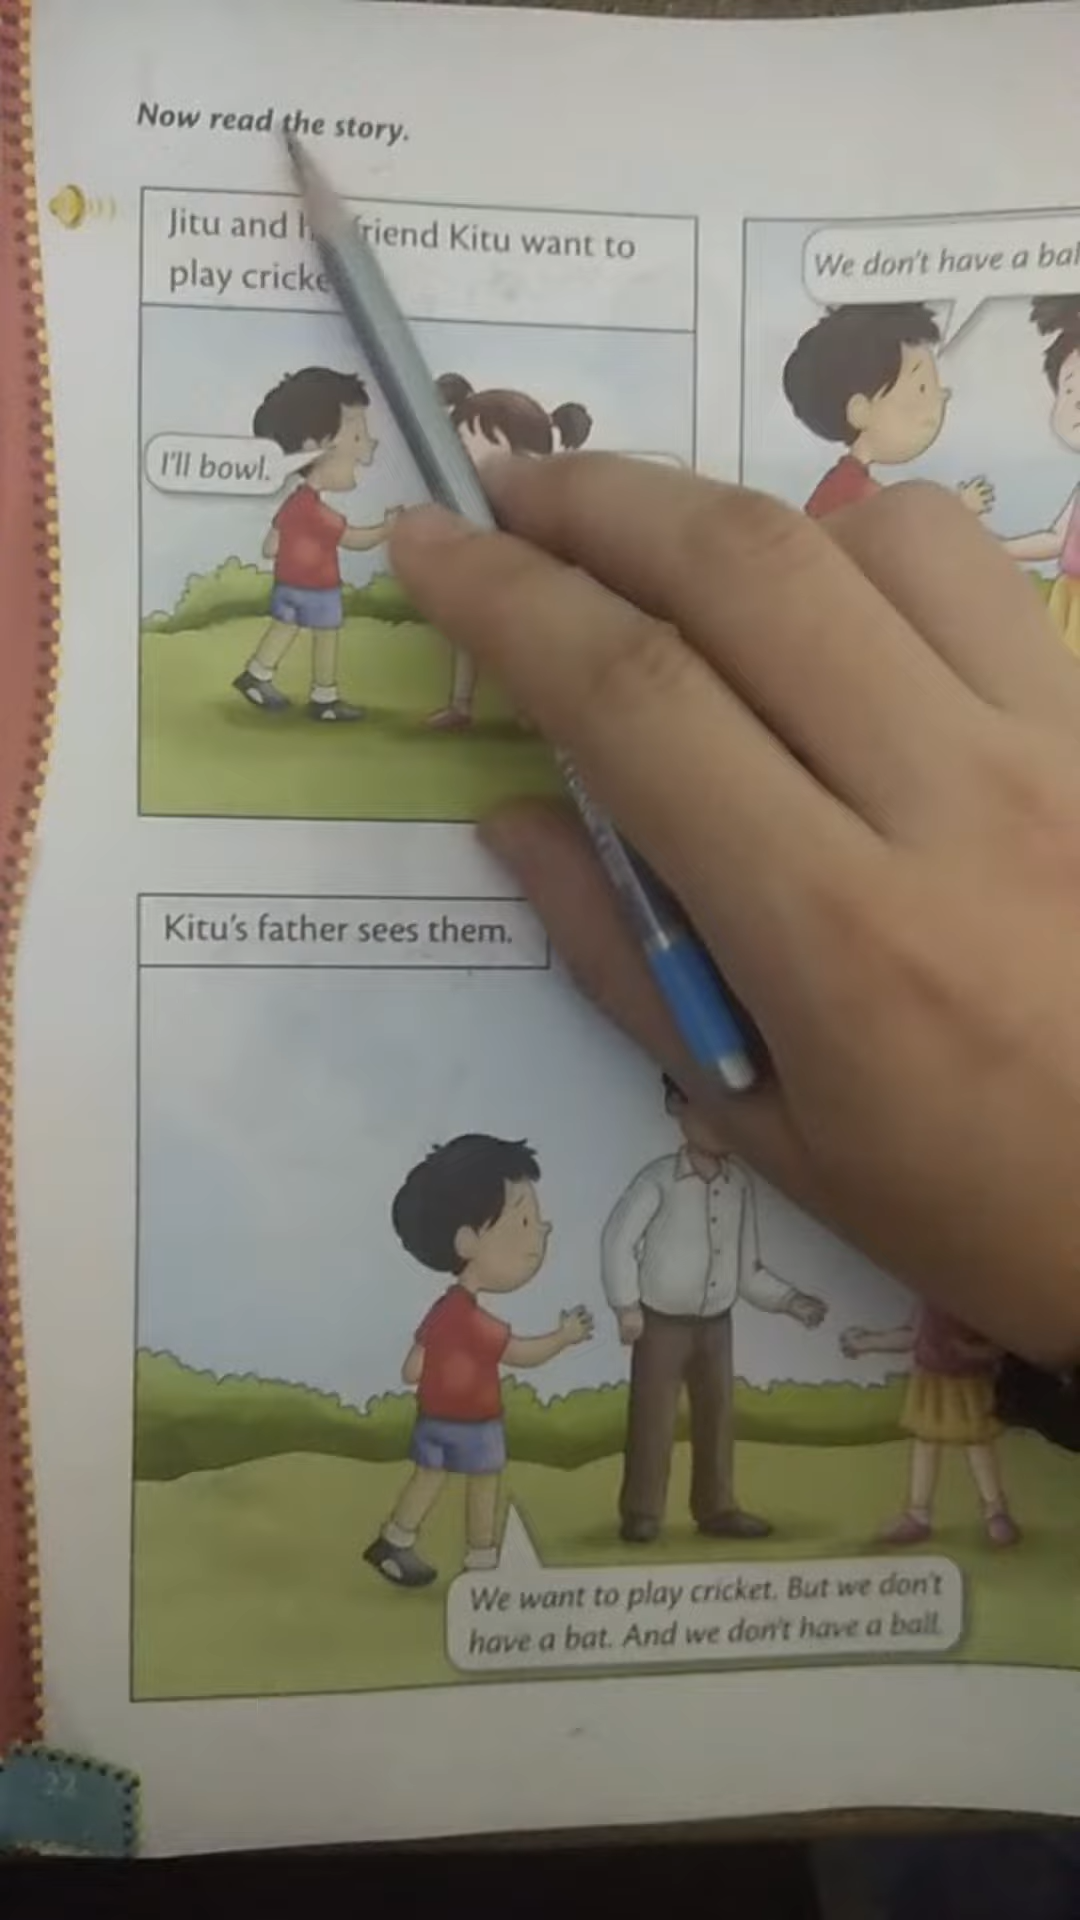 Now read the story.
Jitu and friend Kitu want to
play
I'll bowl.
We don't have a
Kitu's father sees them.
We want to play cricket. But we don't
have a bat. And we don't have a ball.
22